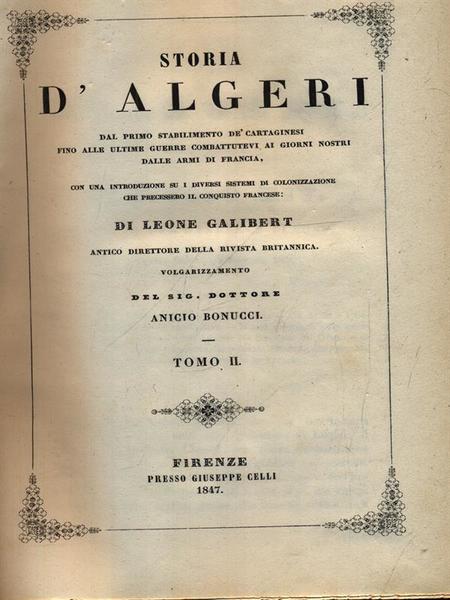 STORIA
D' ALGERI
DAL PRIMO STABILIMENTO DE' CARTAGINESI
FINO ALLE ULTIME GUERRE COMBATTUTEVI AI GIORNI NOSTRI
DALLE ARMI DI FRANCIA,
CON UNA INTRODUZIONE SU I DIVERSI SISTEMI DI COLONIZZAZIONE
CHE PRECESSERO IL CONQUISTO FRANCESE:
DI LEONE GALIBERT
ANTICO DIRETTORE DELLA RIVISTA BRITANNICA.
VOLGARIZZAMENTO
DEL SIG. DOTTORE
ANICIO BONUCCI.
TOMO II.
FIRENZE
PRESSO GIUSEPPE CELLI
1847.